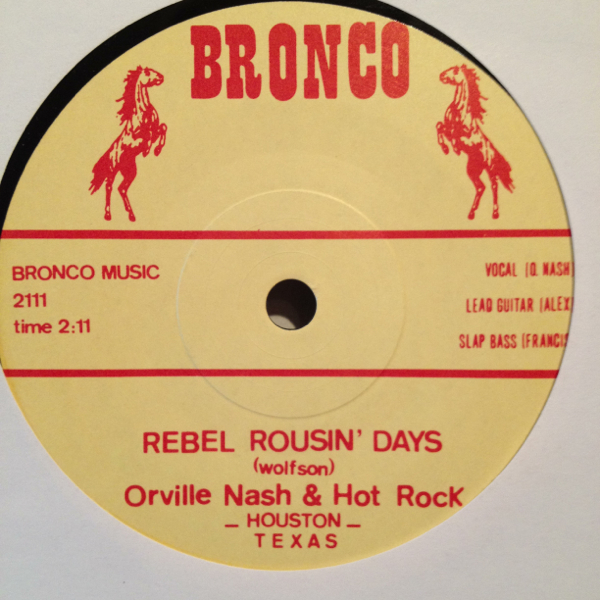 BRONCO
BRONCO MUSIC
2111
time 2:11
VOCAL (O. NASH)
LEAD GUITAR (ALEX
SLAP BASS (FRANCIS
REBEL ROUSIN' DAYS
(wolfson)
Orville Nash & Hot RocK
– HOUSTON –
TEXAS